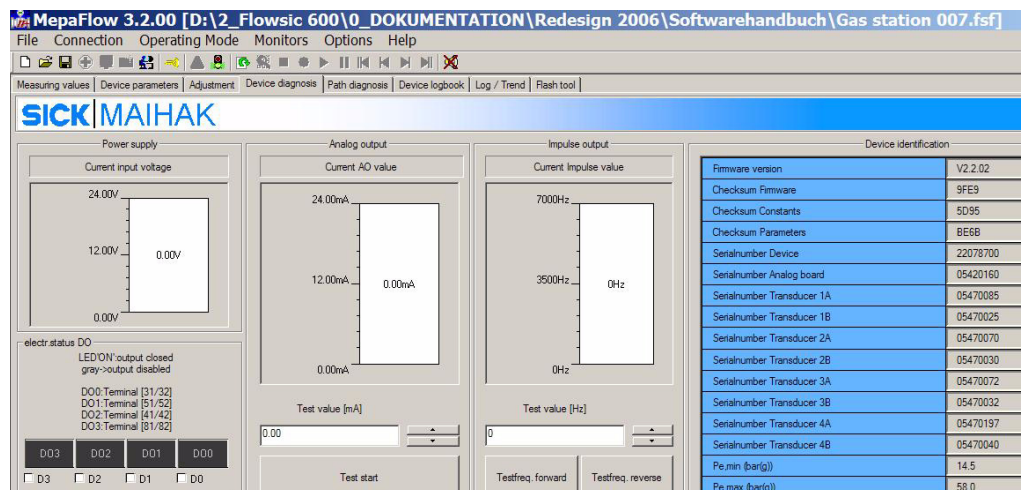 MepaFlow 3.2.00 [D:\2_Flowsic 600\0_DOKUMENTATION\Redesign 2006\Softwarehandbuch\Gas station 007.fsf]
File Connection Operating Mode Monitors Options Help
Measuring values Device parameters Adjustment Device diagnosis Path diagnosis Device logbook Log / Trend Flash tool
SICK MAIHAK
Power supply
Current input voltage
24.00V
12.00V
0.00V
0.00V
electr.status DO
LED'ON':output closed
gray->output disabled
DO0:Terminal [31/32]
DO1:Terminal [51/52]
DO2:Terminal [41/42]
DO3:Terminal [81/82]
DO3 DO2 DO1 DO0
D3 D2 D1 D0
Analog output
Current AO value
24.00mA
12.00mA
0.00mA
0.00mA
Test value [mA]
0.00
Test start
Impulse output
Current Impulse value
7000Hz
3500Hz
0Hz
0Hz
Test value [Hz]
0
Testfreq. forward Testfreq. reverse
Device identification
Firmware version V2.2.02
Checksum Firmware 9FE9
Checksum Constants 5D95
Checksum Parameters BE6B
Serialnumber Device 22078700
Serialnumber Analog board 05420160
Serialnumber Transducer 1A 05470085
Serialnumber Transducer 1B 05470025
Serialnumber Transducer 2A 05470070
Serialnumber Transducer 2B 05470030
Serialnumber Transducer 3A 05470072
Serialnumber Transducer 3B 05470032
Serialnumber Transducer 4A 05470197
Serialnumber Transducer 4B 05470040
Pe,min (bar(g)) 14.5
Pe,max (bar(g)) 58.0